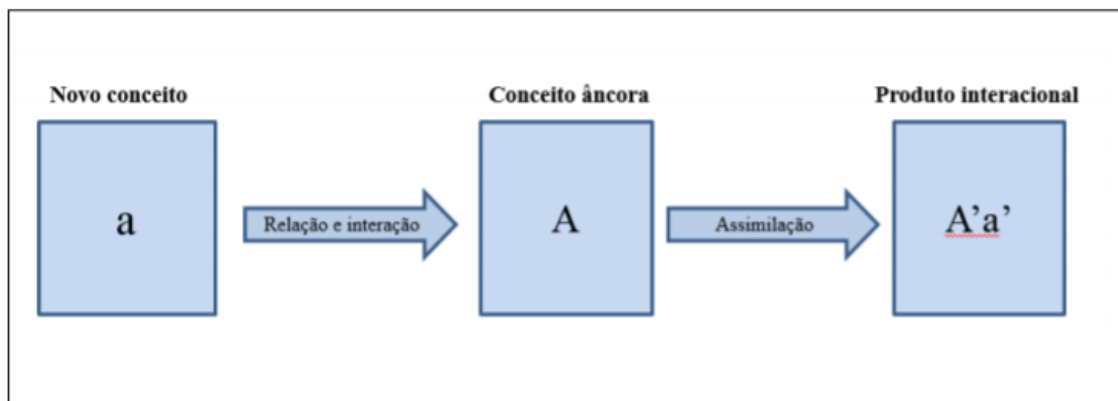 Novo conceito
Conceito âncora
Produto interacional
a
Relação e interação
A
Assimilação
A’a’